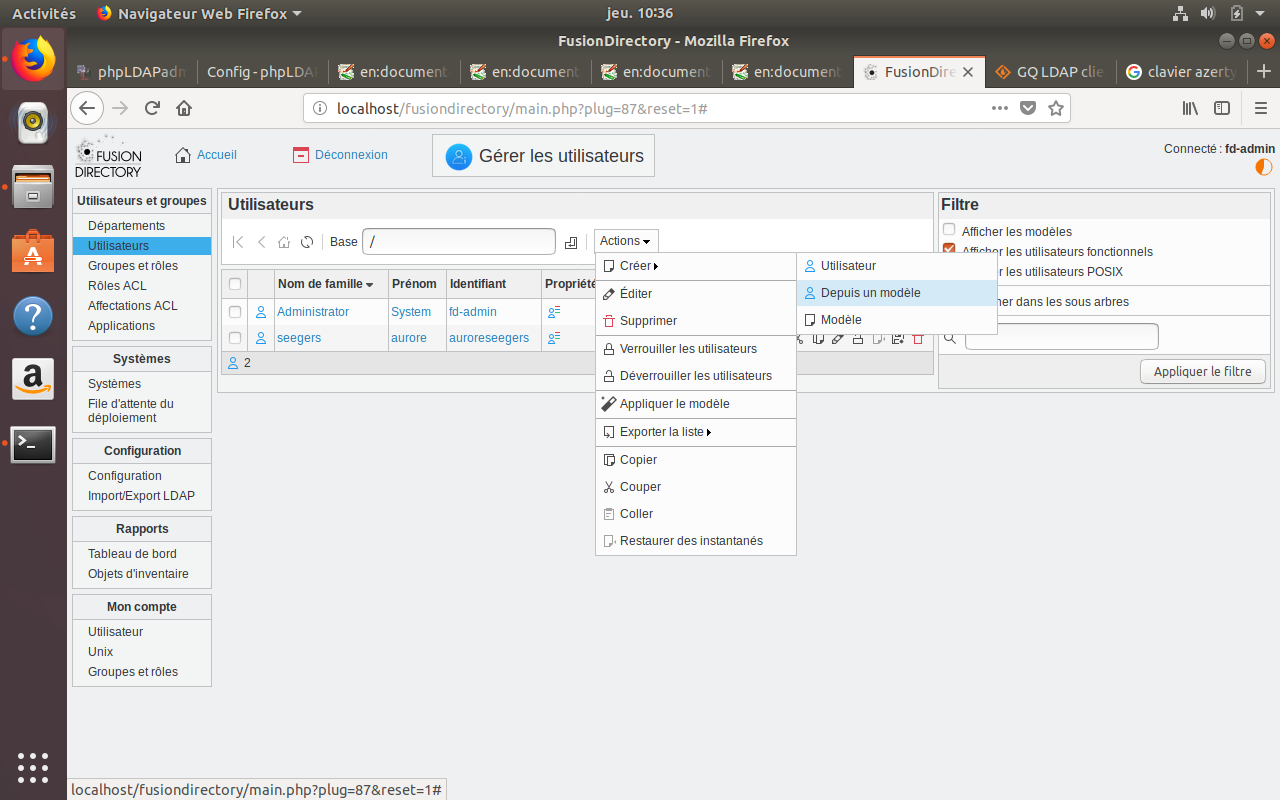 Activités Navigateur Web Firefox jeu. 10:36
FusionDirectory - Mozilla Firefox
phpLDAPadm Config - phpLDA en:document en:document en:document en:document FusionDire GQ LDAP clie clavier azerty
localhost/fusiondirectory/main.php?plug=87&reset=1#
FUSION
DIRECTORY
Accueil Déconnexion Gérer les utilisateurs Connecté : fd-admin
Utilisateurs et groupes
Départements
Utilisateurs
Groupes et rôles
Rôles ACL
Affectations ACL
Applications
Systèmes
Systèmes
File d'attente du
déploiement
Configuration
Configuration
Import/Export LDAP
Rapports
Tableau de bord
Objets d'inventaire
Mon compte
Utilisateur
Unix
Groupes et rôles
Utilisateurs
Base / Actions
Nom de famille Prénom Identifiant Propriété
Administrator System fd-admin
seegers aurore auroreseegers
2
Créer
Éditer
Supprimer
Verrouiller les utilisateurs
Déverrouiller les utilisateurs
Appliquer le modèle
Exporter la liste
Copier
Couper
Coller
Restaurer des instantanés
Utilisateur
Depuis un modèle
Modèle
Filtre
Afficher les modèles
Afficher les utilisateurs fonctionnels
les utilisateurs POSIX
dans les sous arbres
Appliquer le filtre
localhost/fusiondirectory/main.php?plug=87&reset=1#